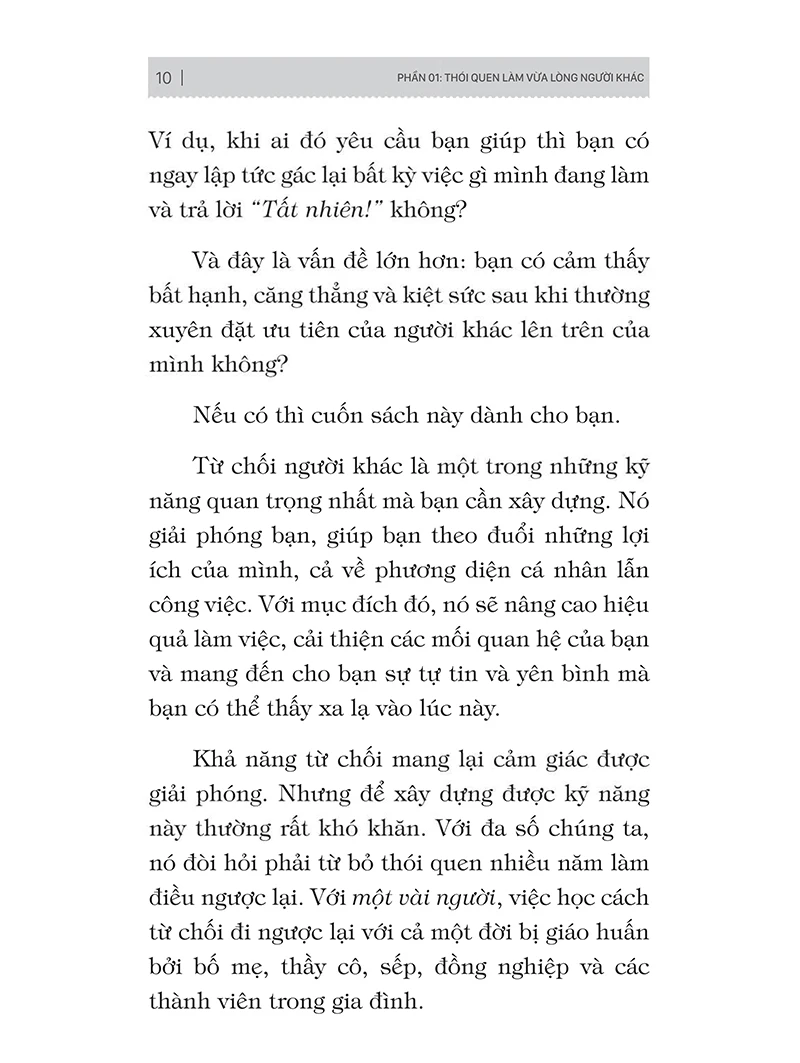 10 |
PHẦN 01: THÓI QUEN LÀM VỪA LÒNG NGƯỜI KHÁC
Ví dụ, khi ai đó yêu cầu bạn giúp thì bạn có
ngay lập tức gác lại bất kỳ việc gì mình đang làm
và trả lời “Tất nhiên!” không?
Và đây là vấn đề lớn hơn: bạn có cảm thấy
bất hạnh, căng thẳng và kiệt sức sau khi thường
xuyên đặt ưu tiên của người khác lên trên của
mình không?
Nếu có thì cuốn sách này dành cho bạn.
Từ chối người khác là một trong những kỹ
năng quan trọng nhất mà bạn cần xây dựng. Nó
giải phóng bạn, giúp bạn theo đuổi những lợi
ích của mình, cả về phương diện cá nhân lẫn
công việc. Với mục đích đó, nó sẽ nâng cao hiệu
quả làm việc, cải thiện các mối quan hệ của bạn
và mang đến cho bạn sự tự tin và yên bình mà
bạn có thể thấy xa lạ vào lúc này.
Khả năng từ chối mang lại cảm giác được
giải phóng. Nhưng để xây dựng được kỹ năng
này thường rất khó khăn. Với đa số chúng ta,
nó đòi hỏi phải từ bỏ thói quen nhiều năm làm
điều ngược lại. Với một vài người, việc học cách
từ chối đi ngược lại với cả một đời bị giáo huấn
bởi bố mẹ, thầy cô, sếp, đồng nghiệp và các
thành viên trong gia đình.